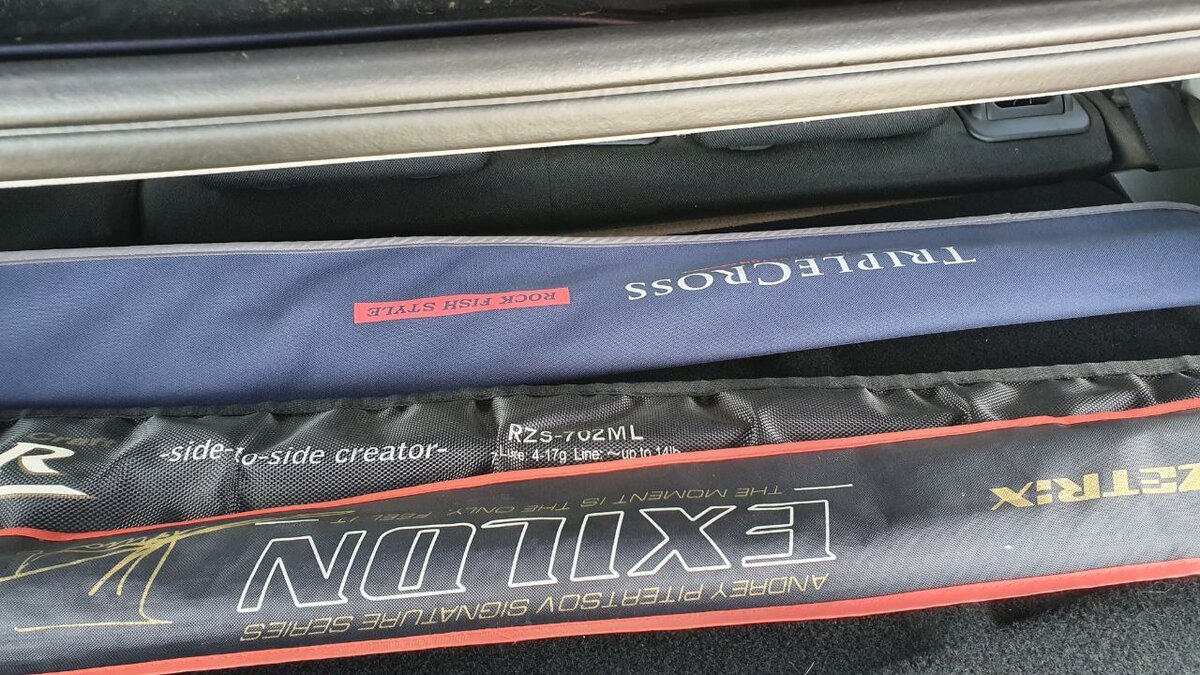 TRIPLECROSS
ROCK FISH STYLE
R
-side-to-side creator-
RZS-702ML
Lure: 4-17g Line: ~up to 14lb
ZETRIX
THE MOMENT IS THE ONLY. FEEL IT
EXILON
ANDREY PITERTSOV SIGNATURE SERIES